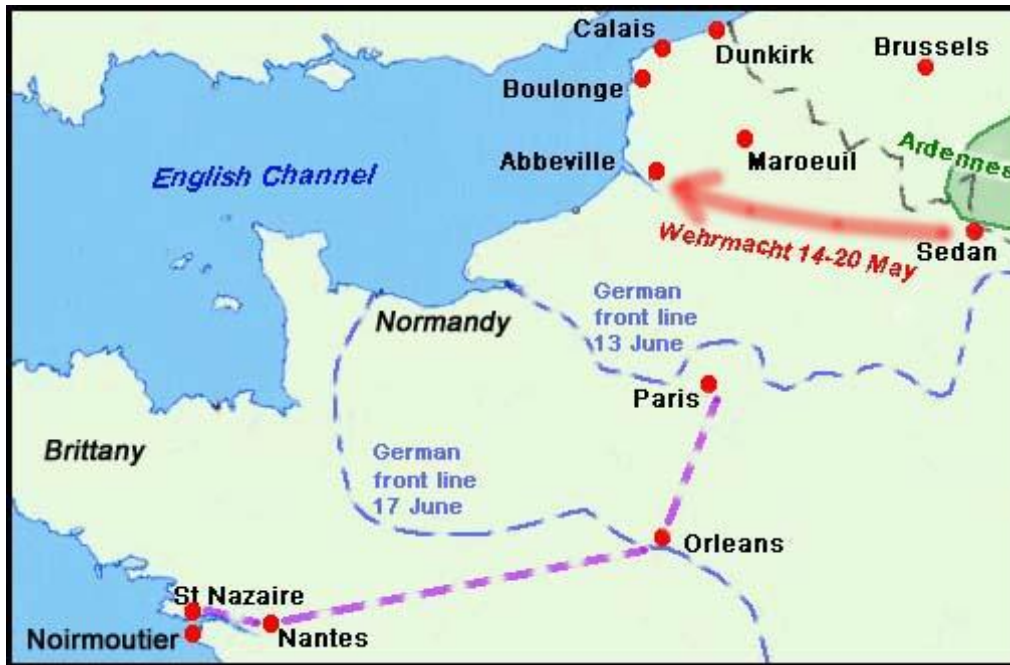 Calais
Dunkirk
Brussels
Boulonge
Ardennes
Abbeville
Maroeuil
English Channel
Wehrmacht 14-20 May
Sedan
German
front line
13 June
Normandy
Paris
Brittany
German
front line
17 June
Orleans
St Nazaire
Noirmoutier
Nantes